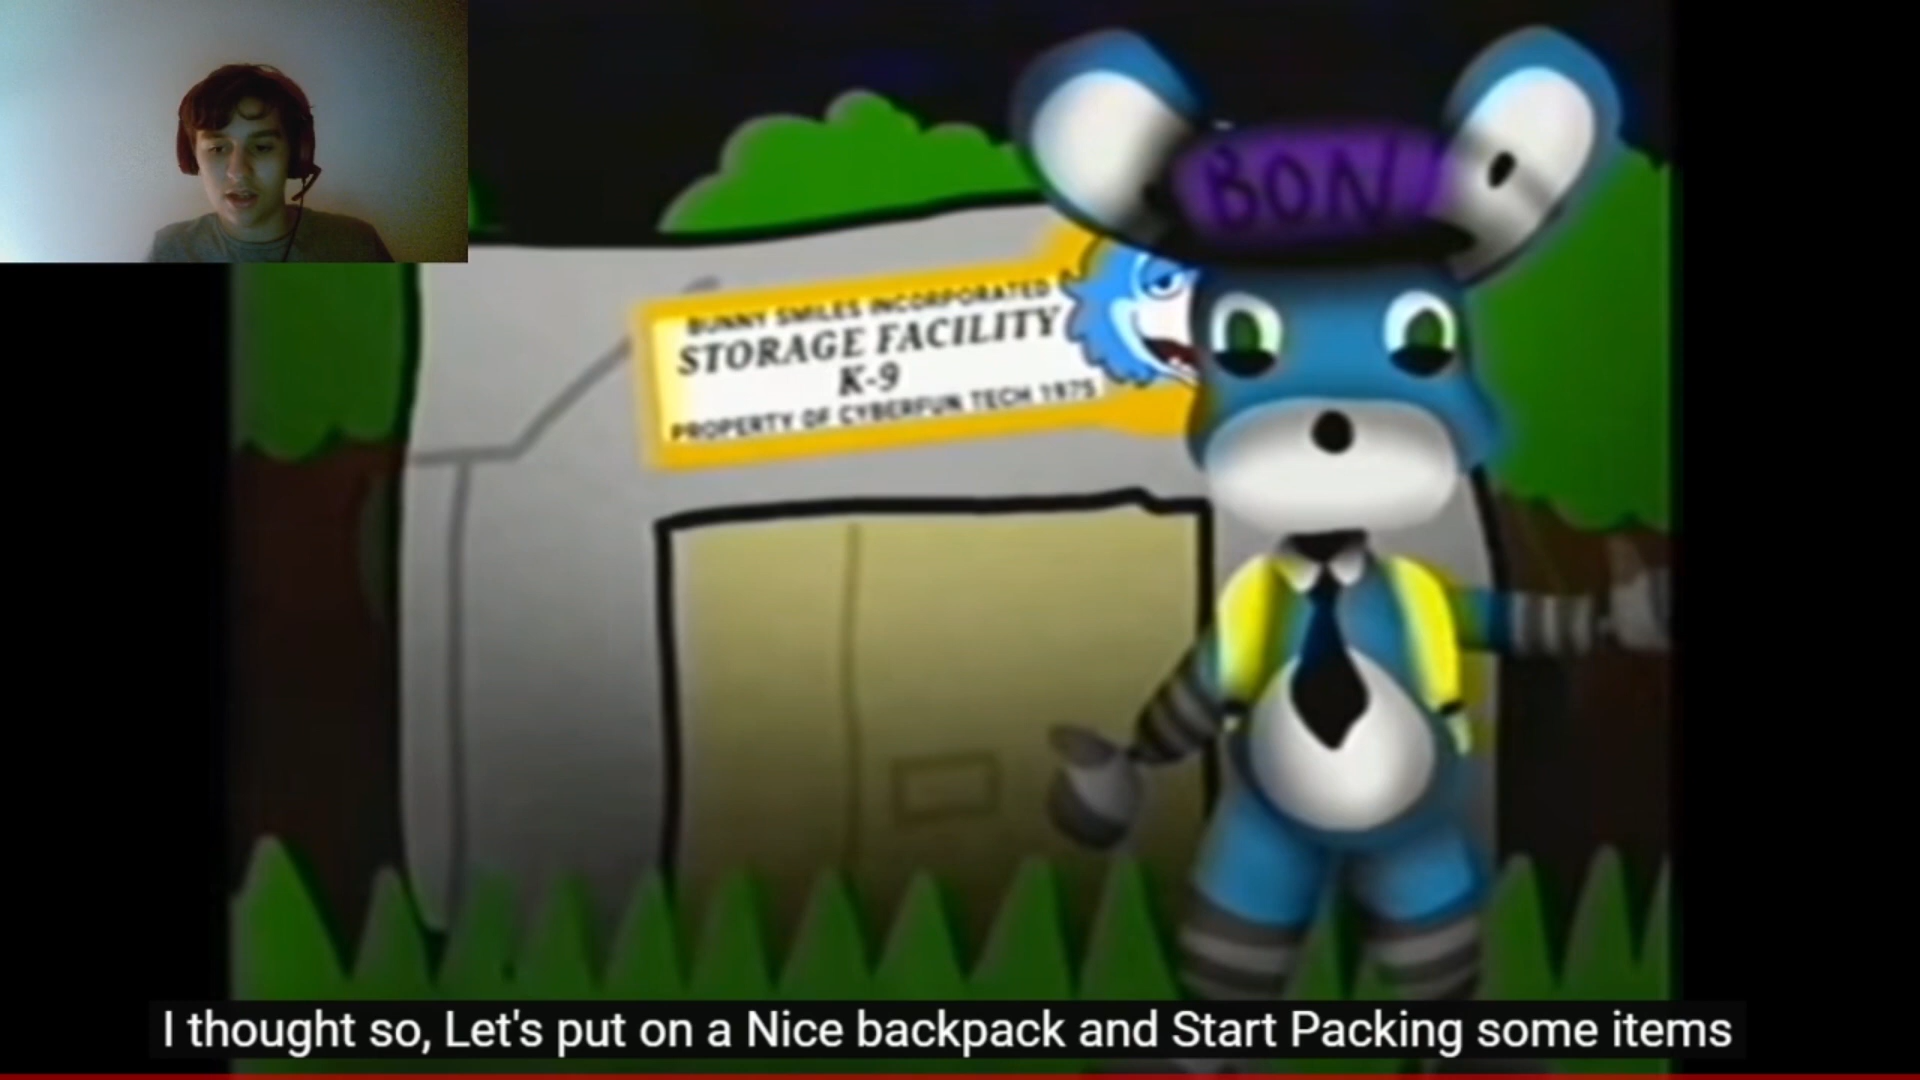 BON
BUNNY SMILES INCORPORATED
STORAGE FACILITY
K-9
PROPERTY OF CYBERFUN TECH 1975
I thought so, Let's put on a Nice backpack and Start Packing some items